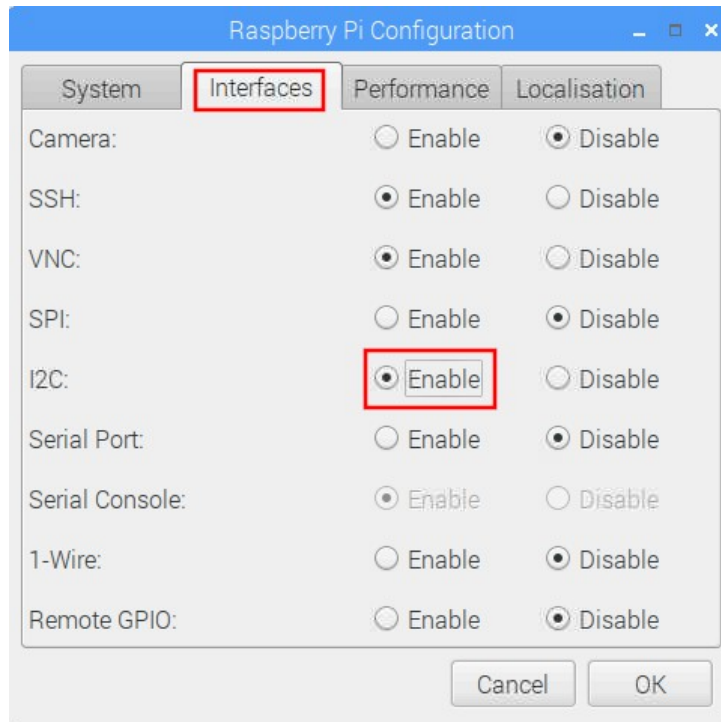 Raspberry Pi Configuration
System Interfaces Performance Localisation
Camera: Enable Disable
SSH: Enable Disable
VNC: Enable Disable
SPI: Enable Disable
I2C: Enable Disable
Serial Port: Enable Disable
Serial Console: Enable Disable
1-Wire: Enable Disable
Remote GPIO: Enable Disable
Cancel OK